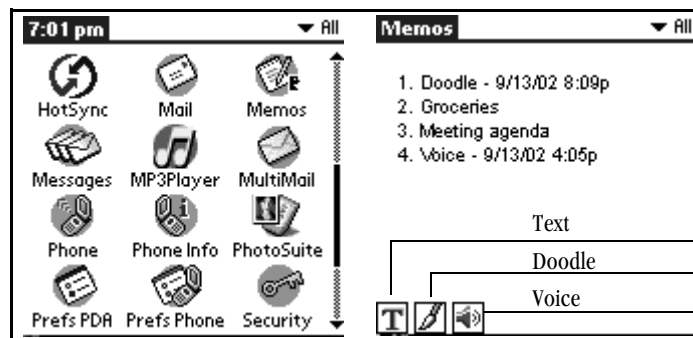 7:01 pm All
HotSync Mail Memos
Messages MP3Player MultiMail
Phone Phone Info PhotoSuite
Prefs PDA Prefs Phone Security
Memos All
1. Doodle - 9/13/02 8:09p
2. Groceries
3. Meeting agenda
4. Voice - 9/13/02 4:05p
Text
Doodle
Voice
T